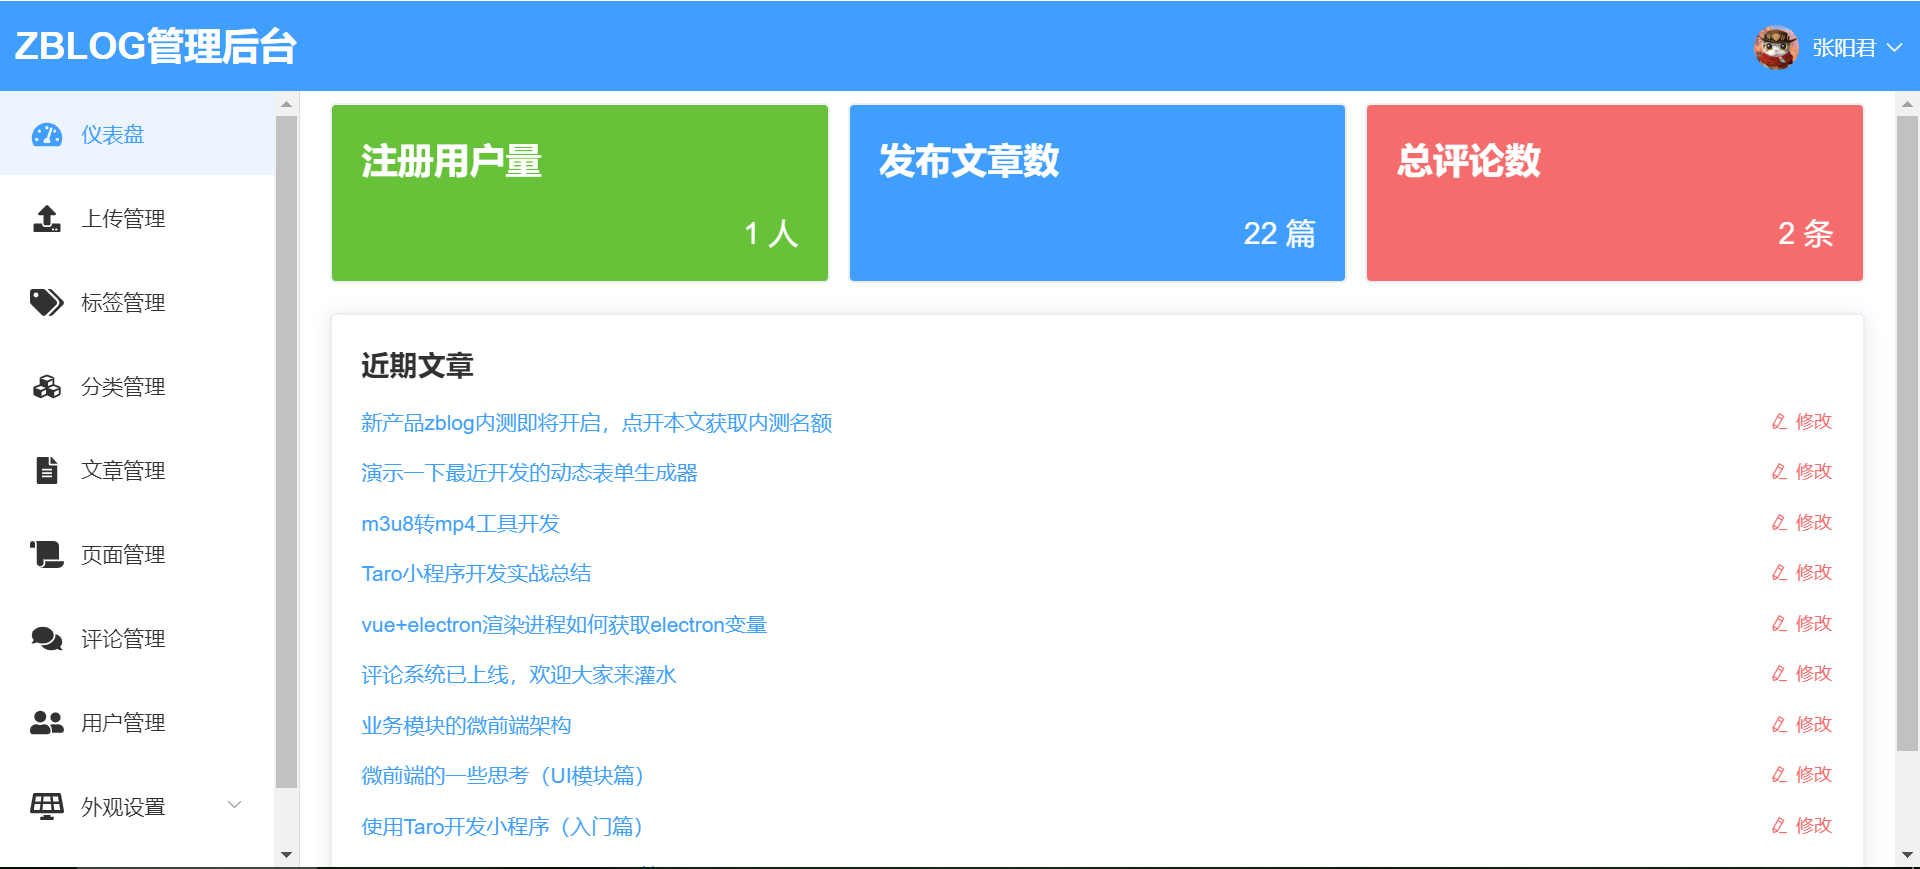 ZBLOG管理后台
张阳君
仪表盘
上传管理
标签管理
分类管理
文章管理
页面管理
评论管理
用户管理
外观设置
注册用户量
1 人
发布文章数
22 篇
总评论数
2 条
近期文章
新产品zblog内测即将开启，点开本文获取内测名额
修改
演示一下最近开发的动态表单生成器
修改
m3u8转mp4工具开发
修改
Taro小程序开发实战总结
修改
vue+electron渲染进程如何获取electron变量
修改
评论系统已上线，欢迎大家来灌水
修改
业务模块的微前端架构
修改
微前端的一些思考（UI模块篇）
修改
使用Taro开发小程序（入门篇）
修改